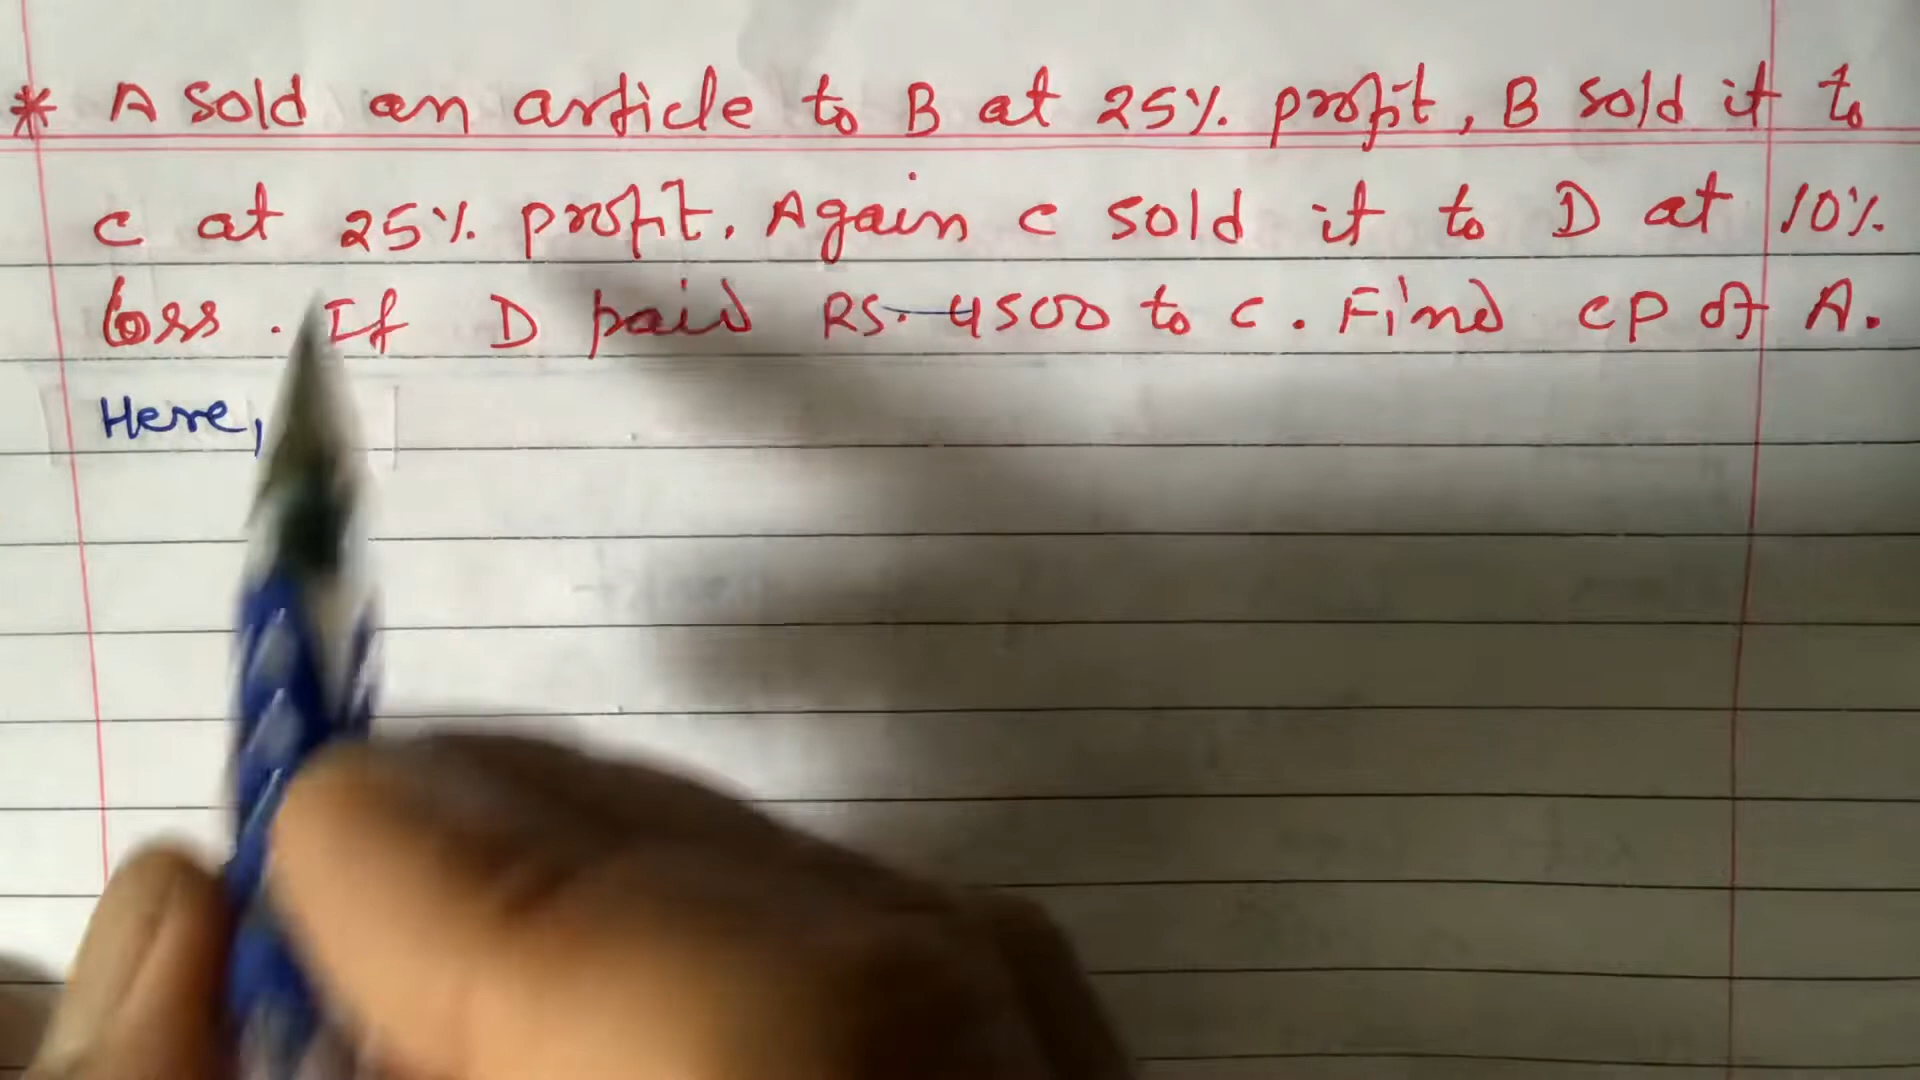 * A sold an article to B at 25% profit, B sold it to
C at 25% profit. Again C sold it to D at 10%
loss. If D paid RS. 4500 to C. Find CP of A.
Here,